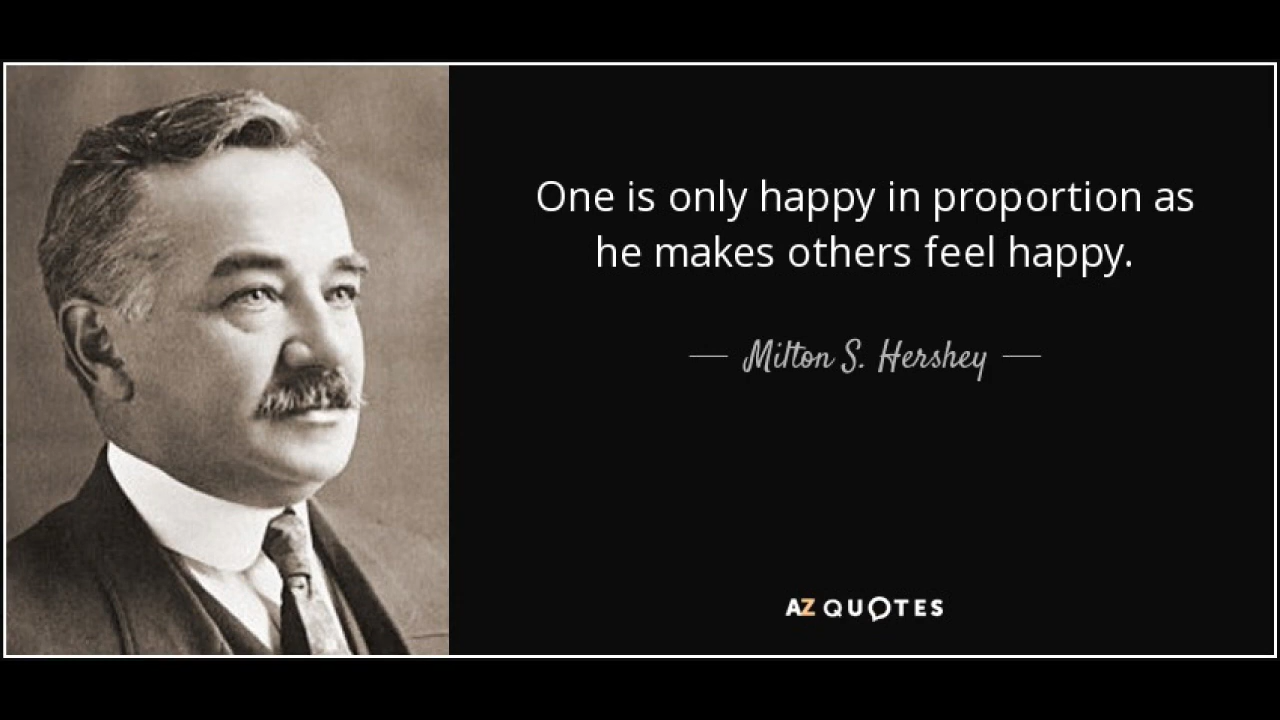 One is only happy in proportion as
he makes others feel happy.
Milton S. Hershey
AZ QUOTES